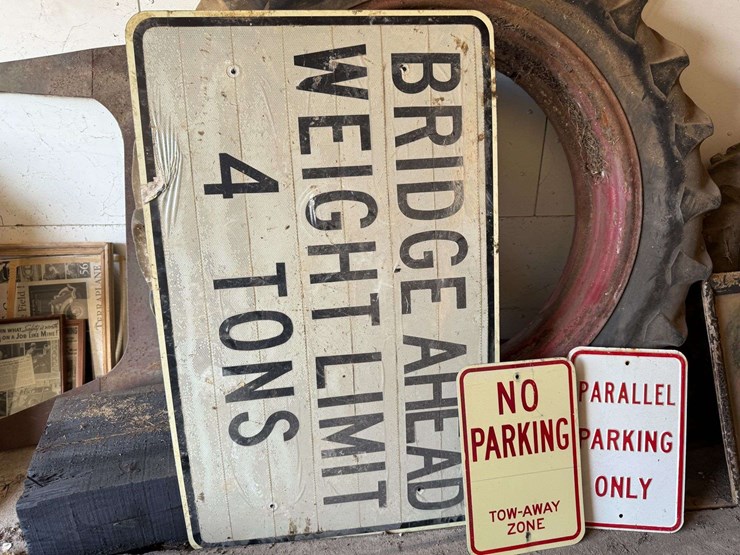 BRIDGE AHEAD
WEIGHT LIMIT
4 TONS
NO
PARKING
TOW-AWAY
ZONE
PARALLEL
PARKING
ONLY